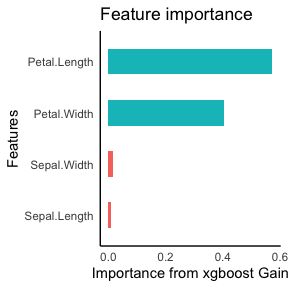 Feature importance
Petal.Length
Petal.Width
Sepal.Width
Sepal.Length
Features
0.0 0.2 0.4 0.6
Importance from xgboost Gain